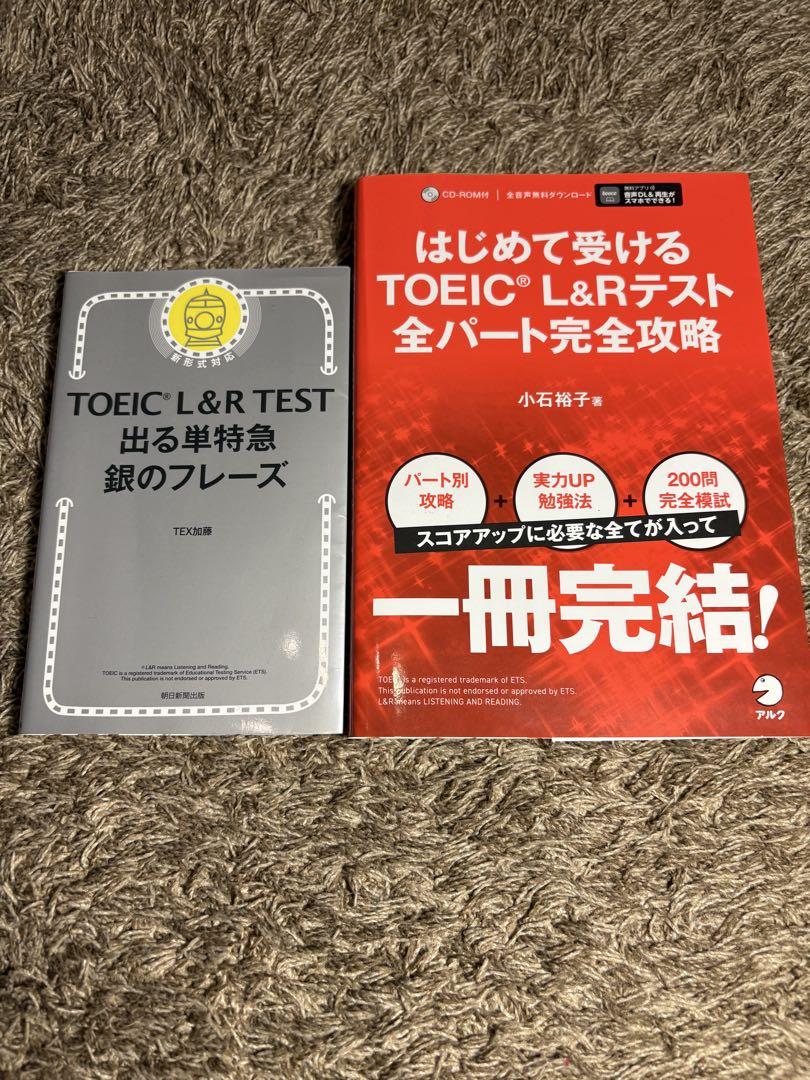 新形式対応
TOEIC® L&R TEST
出る単特急
銀のフレーズ
TEX加藤
®L&R means Listening and Reading.
TOEIC is a registered trademark of Educational Testing Service (ETS).
This publication is not endorsed or approved by ETS.
朝日新聞出版
CD-ROM付
全音声無料ダウンロード
booco
無料アプリ
音声DL&再生が
スマホでできる!
はじめて受ける
TOEIC® L&Rテスト
全パート完全攻略
小石裕子 著
パート別
攻略
+
実力UP
勉強法
+
200問
完全模試
スコアアップに必要な全てが入って
一冊完結!
TOEIC is a registered trademark of ETS.
This publication is not endorsed or approved by ETS.
L&R means LISTENING AND READING.
アルク